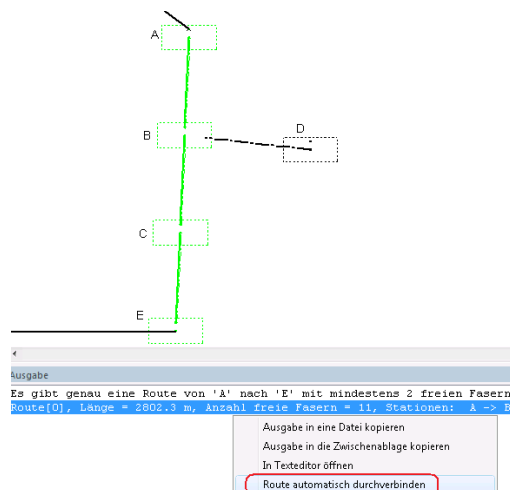 A
B
D
C
E
Ausgabe
Es gibt genau eine Route von 'A' nach 'E' mit mindestens 2 freien Fasern
Route[0], Länge = 2802.3 m, Anzahl freie Fasern = 11, Stationen: A -> B
Ausgabe in eine Datei kopieren
Ausgabe in die Zwischenablage kopieren
In Texteditor öffnen
Route automatisch durchverbinden